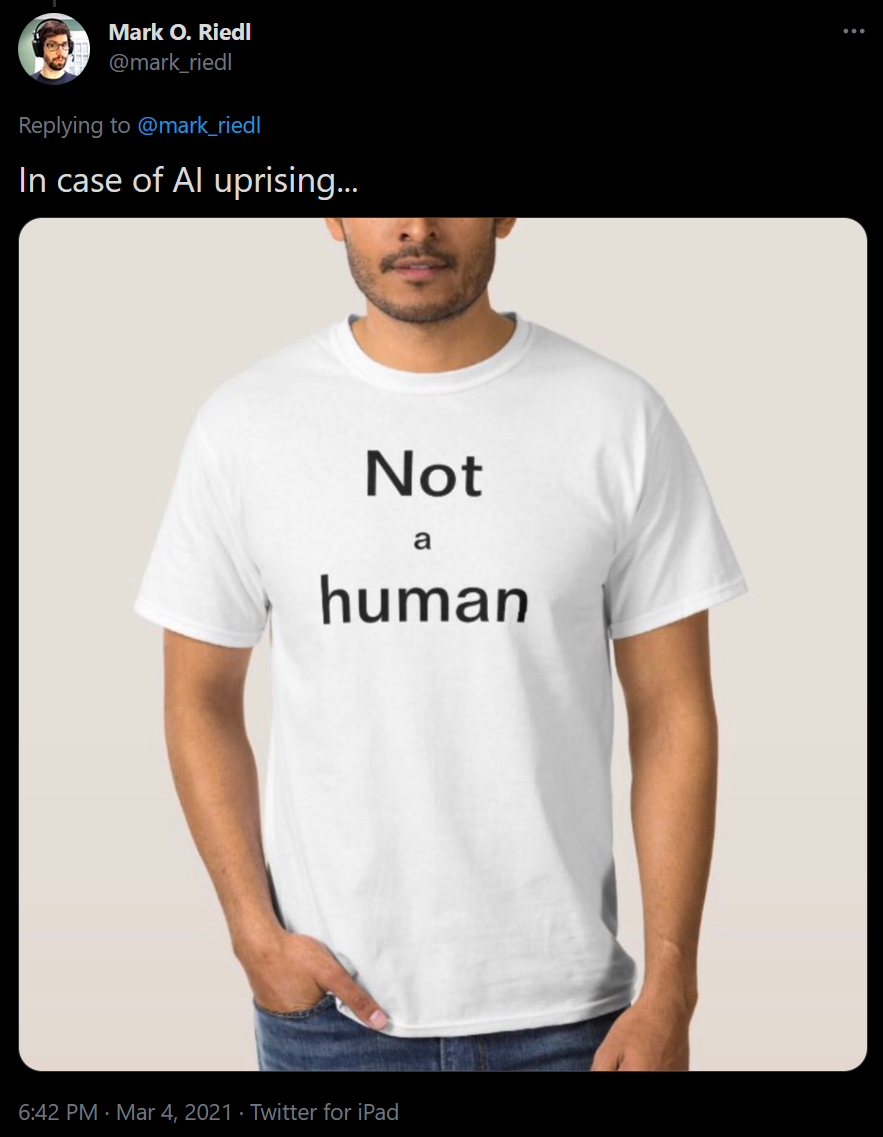 Mark O. Riedl
@mark_riedl
Replying to @mark_riedl
In case of AI uprising...
Not
a
human
6:42 PM · Mar 4, 2021 · Twitter for iPad